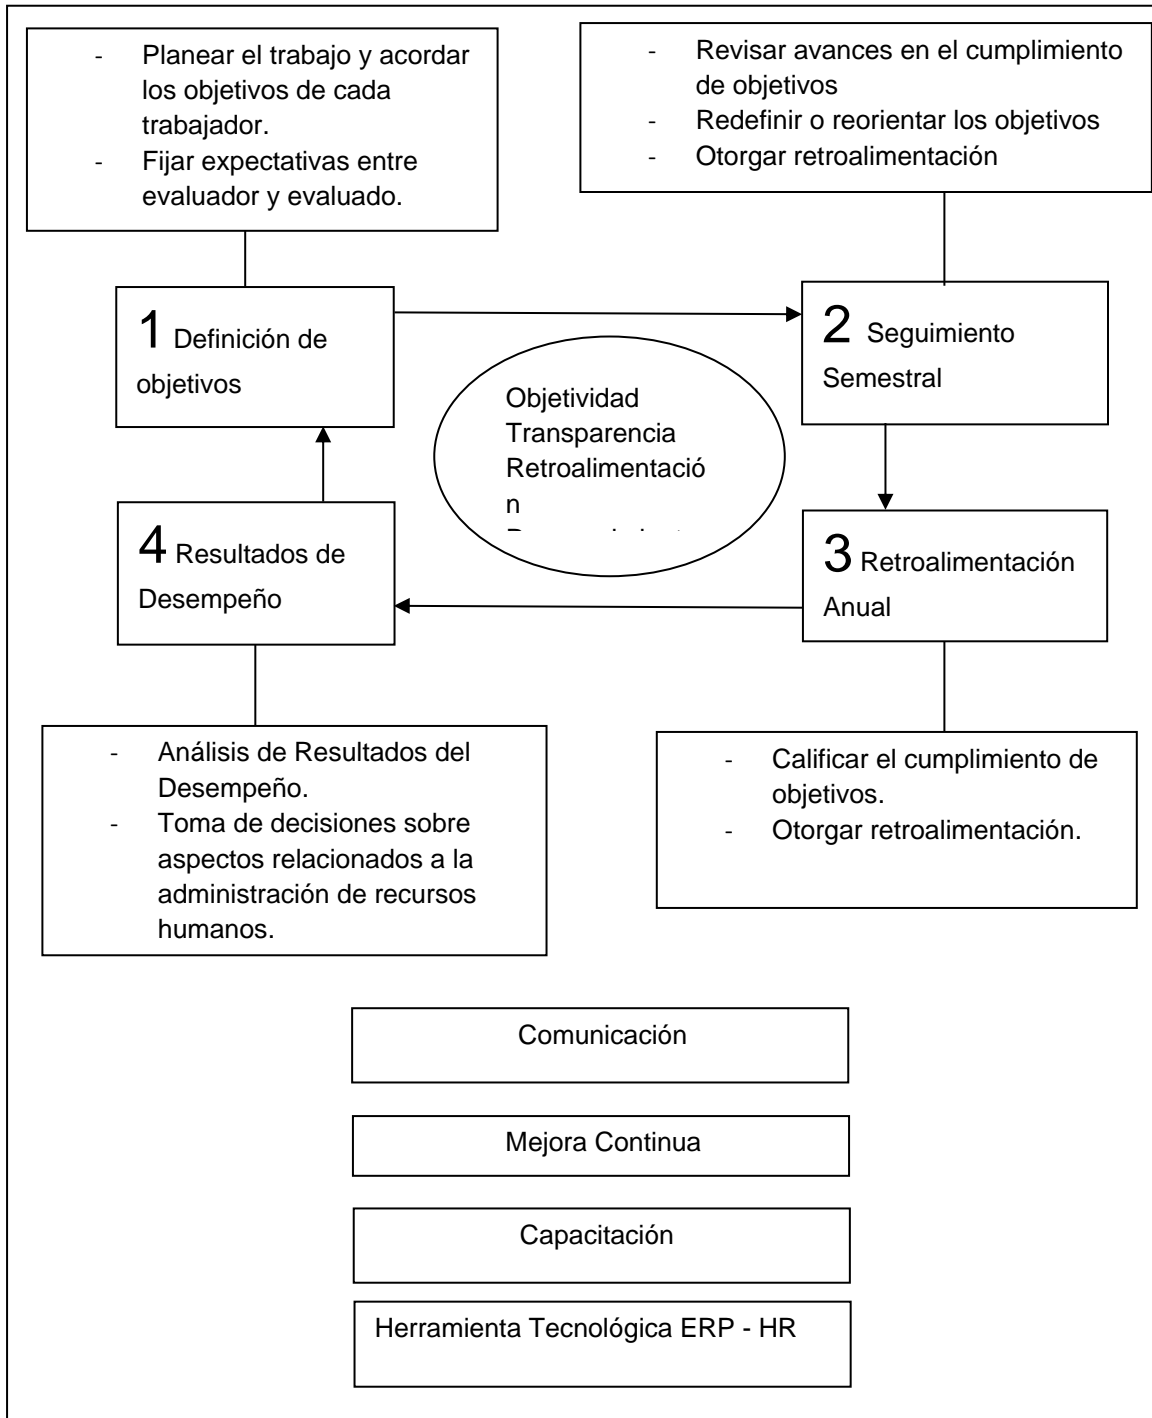 - Planear el trabajo y acordar
los objetivos de cada
trabajador.
- Fijar expectativas entre
evaluador y evaluado.
- Revisar avances en el cumplimiento
de objetivos
- Redefinir o reorientar los objetivos
- Otorgar retroalimentación
1 Definición de
objetivos
2 Seguimiento
Semestral
Objetividad
Transparencia
Retroalimentació
n
4 Resultados de
Desempeño
3 Retroalimentación
Anual
- Análisis de Resultados del
Desempeño.
- Toma de decisiones sobre
aspectos relacionados a la
administración de recursos
humanos.
- Calificar el cumplimiento de
objetivos.
- Otorgar retroalimentación.
Comunicación
Mejora Continua
Capacitación
Herramienta Tecnológica ERP - HR